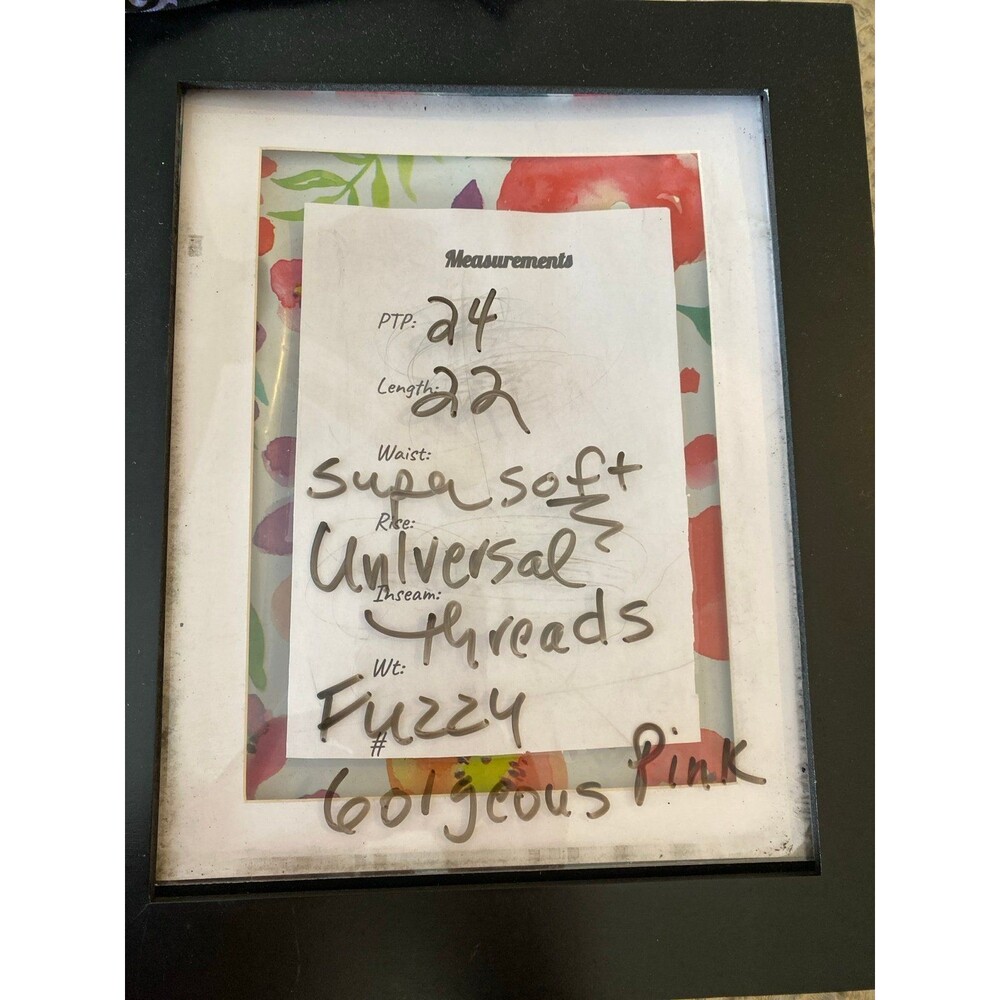 Measurements
PTP: 24
Length: 22
Waist:
Super soft
Rise:
Universal
Inseam:
threads
Wt:
Fuzzy
#
Gorgeous Pink